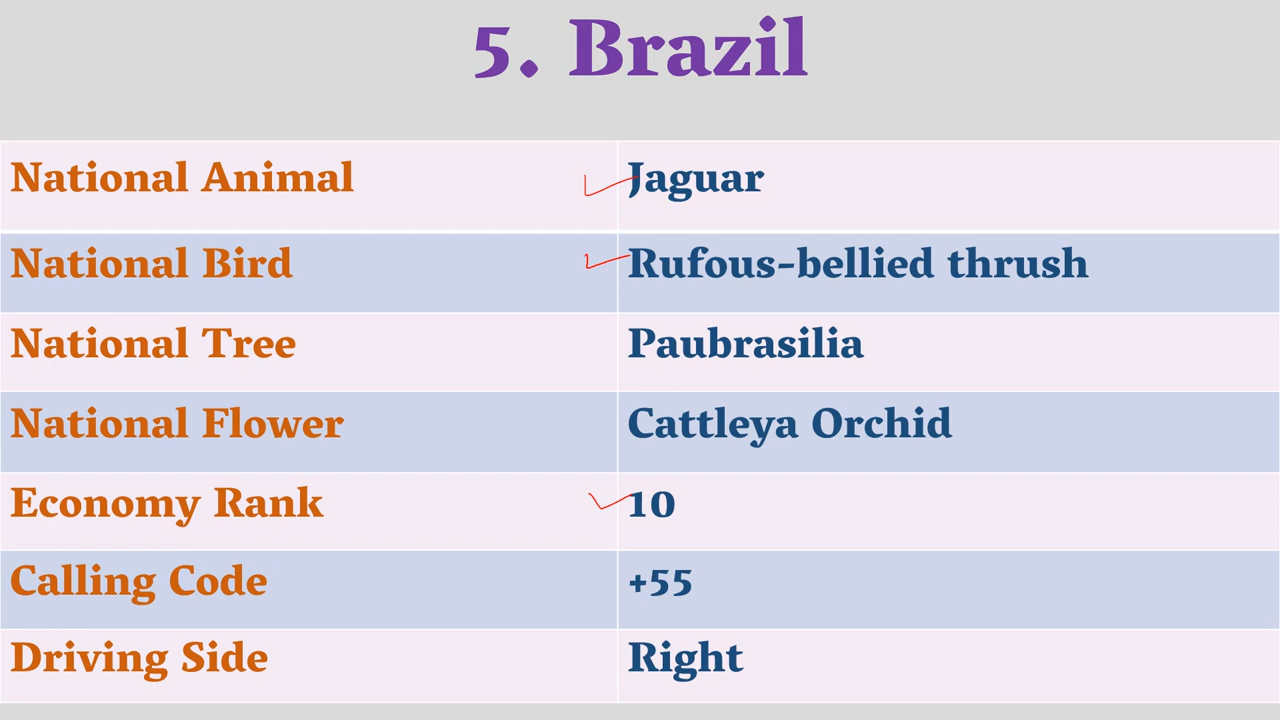 5. Brazil
National Animal Jaguar
National Bird Rufous-bellied thrush
National Tree Paubrasilia
National Flower Cattleya Orchid
Economy Rank 10
Calling Code +55
Driving Side Right